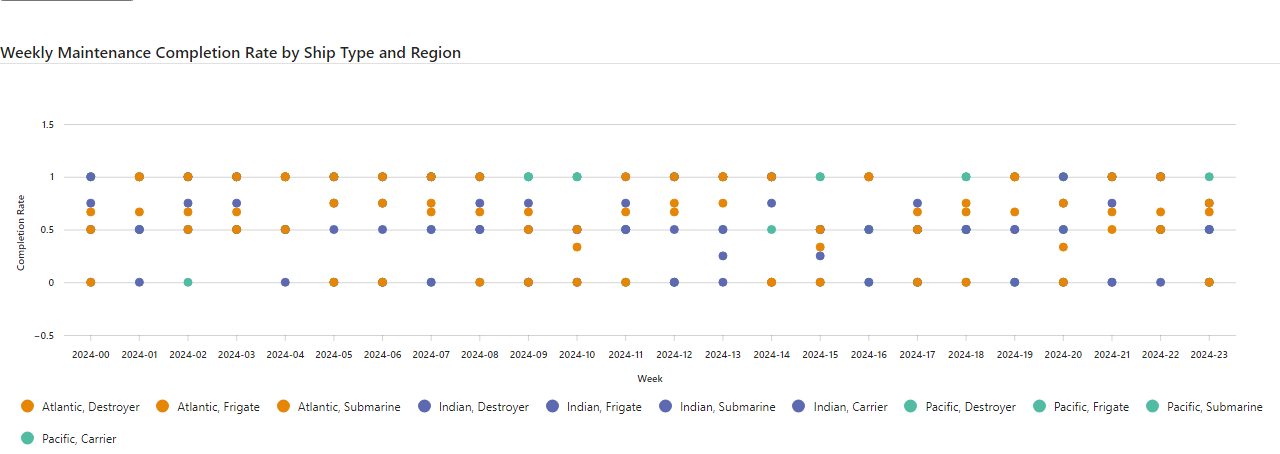 Weekly Maintenance Completion Rate by Ship Type and Region
1.5
1
0.5
0
−0.5
Completion Rate
2024-00 2024-01 2024-02 2024-03 2024-04 2024-05 2024-06 2024-07 2024-08 2024-09 2024-10 2024-11 2024-12 2024-13 2024-14 2024-15 2024-16 2024-17 2024-18 2024-19 2024-20 2024-21 2024-22 2024-23
Week
Atlantic, Destroyer Atlantic, Frigate Atlantic, Submarine Indian, Destroyer Indian, Frigate Indian, Submarine Indian, Carrier Pacific, Destroyer Pacific, Frigate Pacific, Submarine
Pacific, Carrier